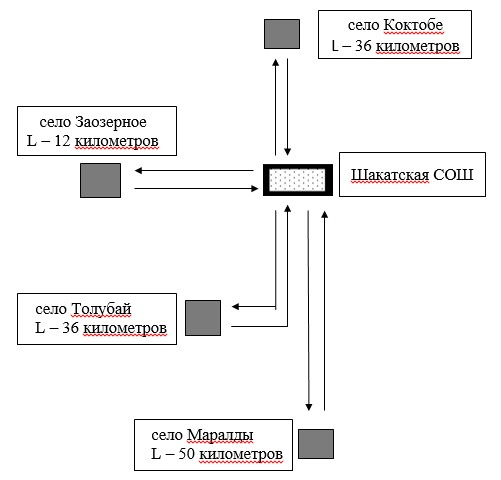 село Коктобе
L – 36 километров
село Заозерное
L – 12 километров
Шакатская СОШ
село Толубай
L – 36 километров
село Маралды
L – 50 километров